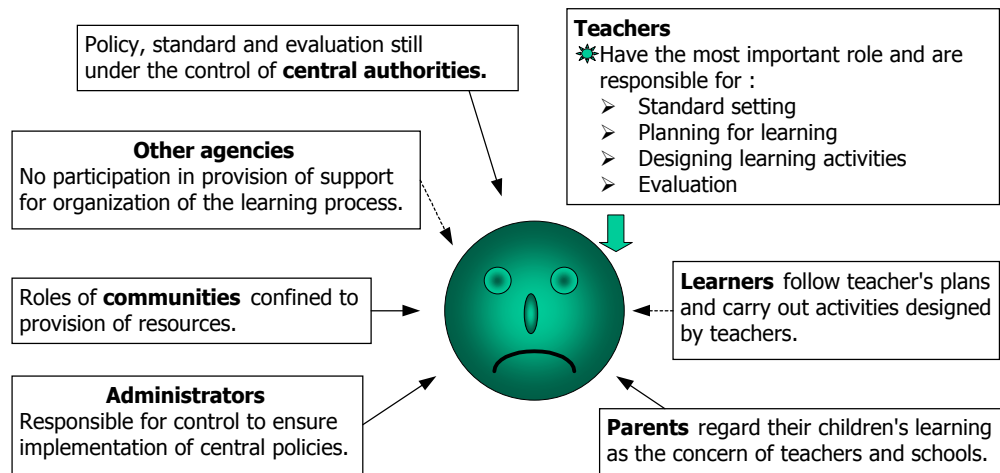 Policy, standard and evaluation still
under the control of central authorities.
Teachers
Have the most important role and are
responsible for :
Standard setting
Planning for learning
Designing learning activities
Evaluation
Other agencies
No participation in provision of support
for organization of the learning process.
Roles of communities confined to
provision of resources.
Learners follow teacher's plans
and carry out activities designed
by teachers.
Administrators
Responsible for control to ensure
implementation of central policies.
Parents regard their children's learning
as the concern of teachers and schools.